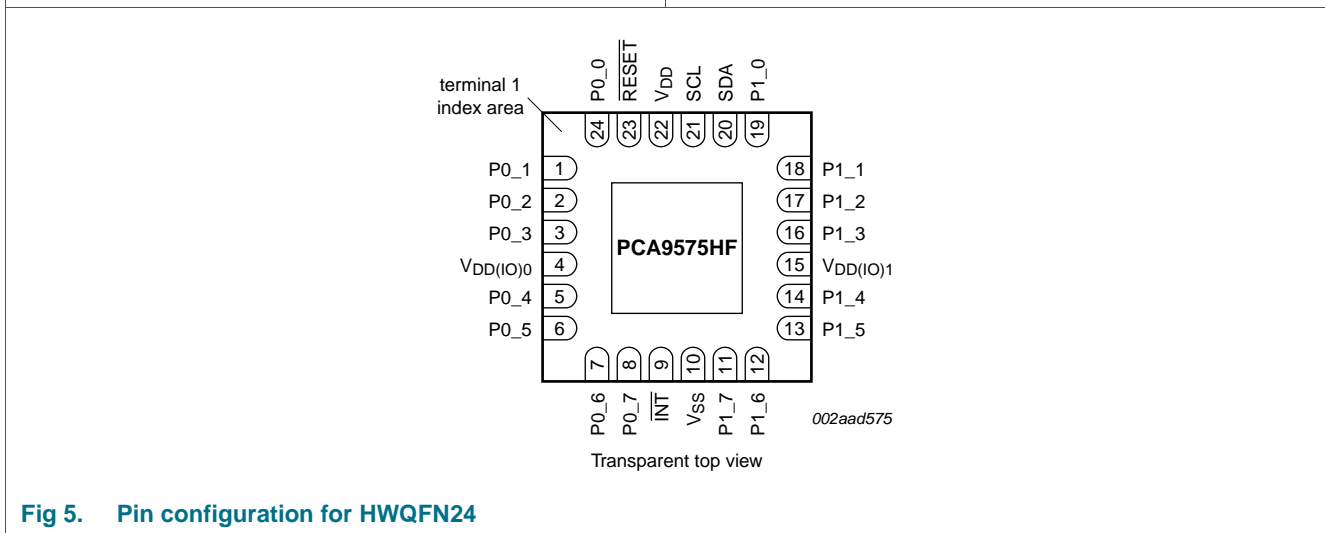 P0_0
RESET
VDD
SCL
SDA
P1_0
terminal 1
index area
24
23
22
21
20
19
P0_1 1
P0_2 2
P0_3 3
VDD(IO)0 4
P0_4 5
P0_5 6
PCA9575HF
18 P1_1
17 P1_2
16 P1_3
15 VDD(IO)1
14 P1_4
13 P1_5
7
8
9
10
11
12
P0_6
P0_7
INT
VSS
P1_7
P1_6
002aad575
Transparent top view
Fig 5. Pin configuration for HWQFN24